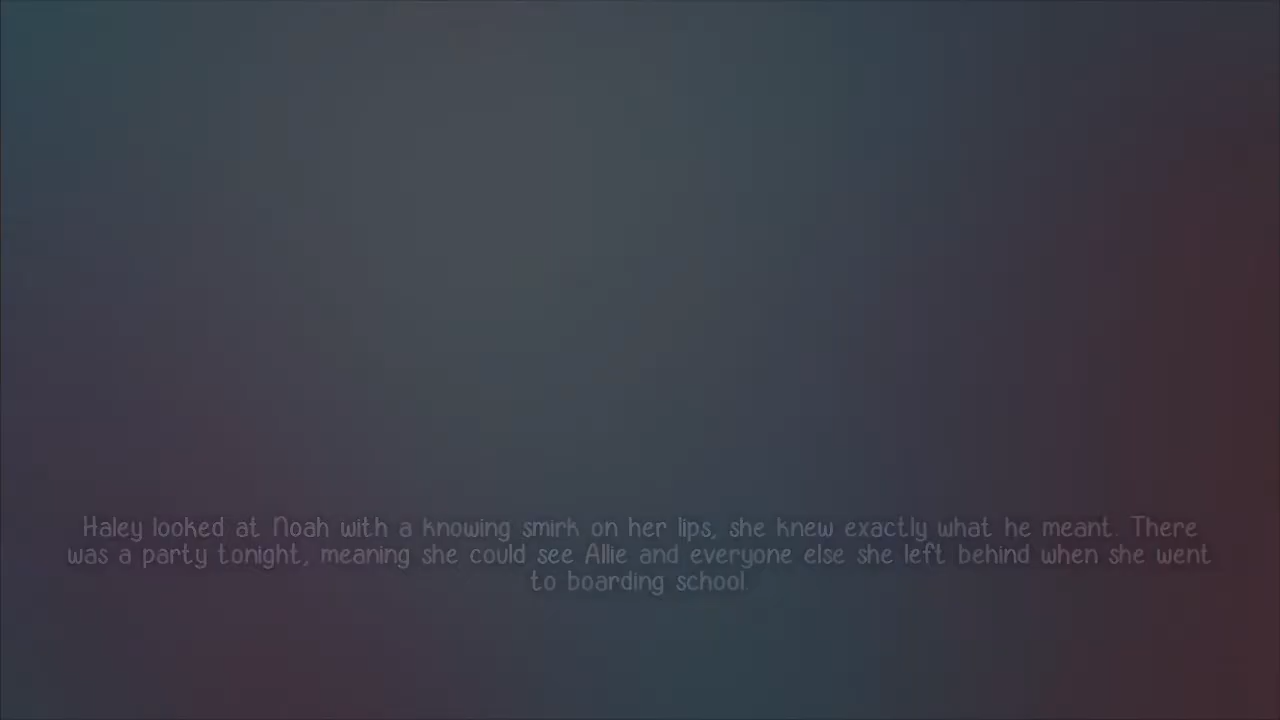 Haley looked at Noah with a knowing smirk on her lips, she knew exactly what he meant. There
was a party tonight, meaning she could see Allie and everyone else she left behind when she went
to boarding school.